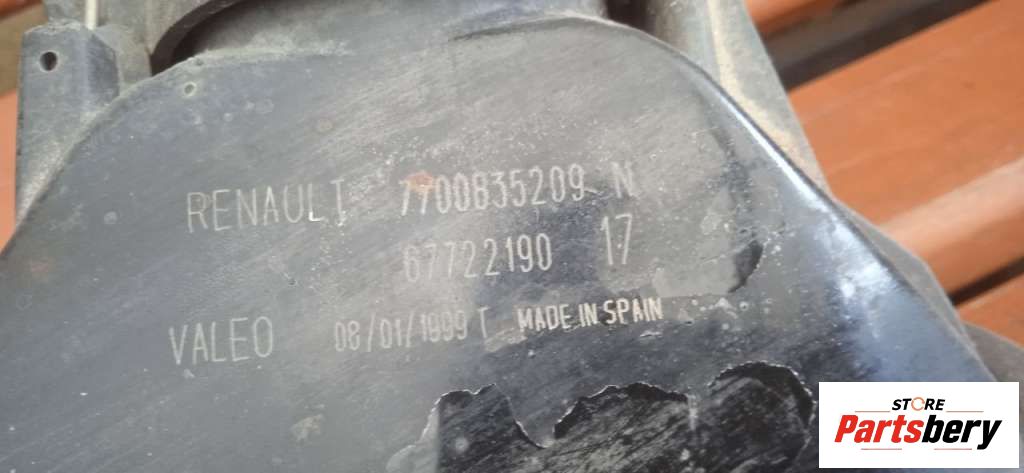 RENAULT 7700835209 N
67722190 17
VALEO 08/01/1999 T MADE IN SPAIN
STORE
Partsbery